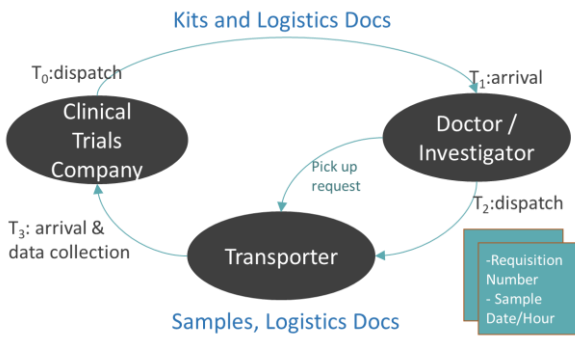 Kits and Logistics Docs
T₀:dispatch
T₁:arrival
Clinical
Trials
Company
Doctor /
Investigator
Pick up
request
T₂:dispatch
T₃: arrival &
data collection
Transporter
-Requisition
Number
- Sample
Date/Hour
Samples, Logistics Docs